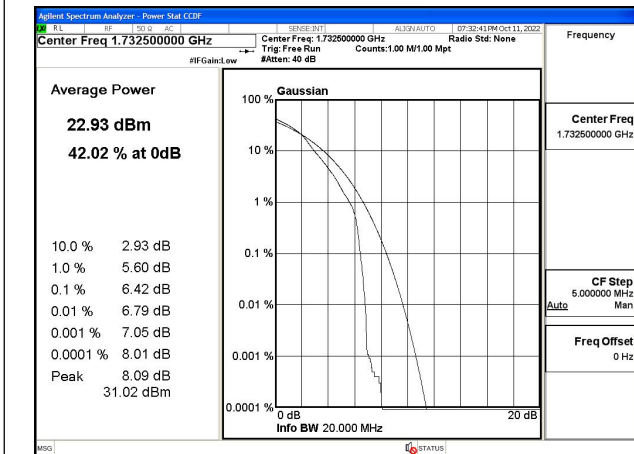 Agilent Spectrum Analyzer - Power Stat CCDF
RL RF 50 Ω AC SENSE:INT ALIGN AUTO 07:32:41 PM Oct 11, 2022
Center Freq 1.732500000 GHz
Center Freq: 1.732500000 GHz Radio Std: None
Trig: Free Run Counts:1.00 M/1.00 Mpt
#IFGain:Low #Atten: 40 dB
Frequency
Average Power
22.93 dBm
42.02 % at 0dB
10.0 % 2.93 dB
1.0 % 5.60 dB
0.1 % 6.42 dB
0.01 % 6.79 dB
0.001 % 7.05 dB
0.0001 % 8.01 dB
Peak 8.09 dB
31.02 dBm
Gaussian
100 %
10 %
1 %
0.1 %
0.01 %
0.001 %
0.0001 %
0 dB 20 dB
Info BW 20.000 MHz
Center Freq
1.732500000 GHz
CF Step
5.000000 MHz
Auto Man
Freq Offset
0 Hz
MSG STATUS